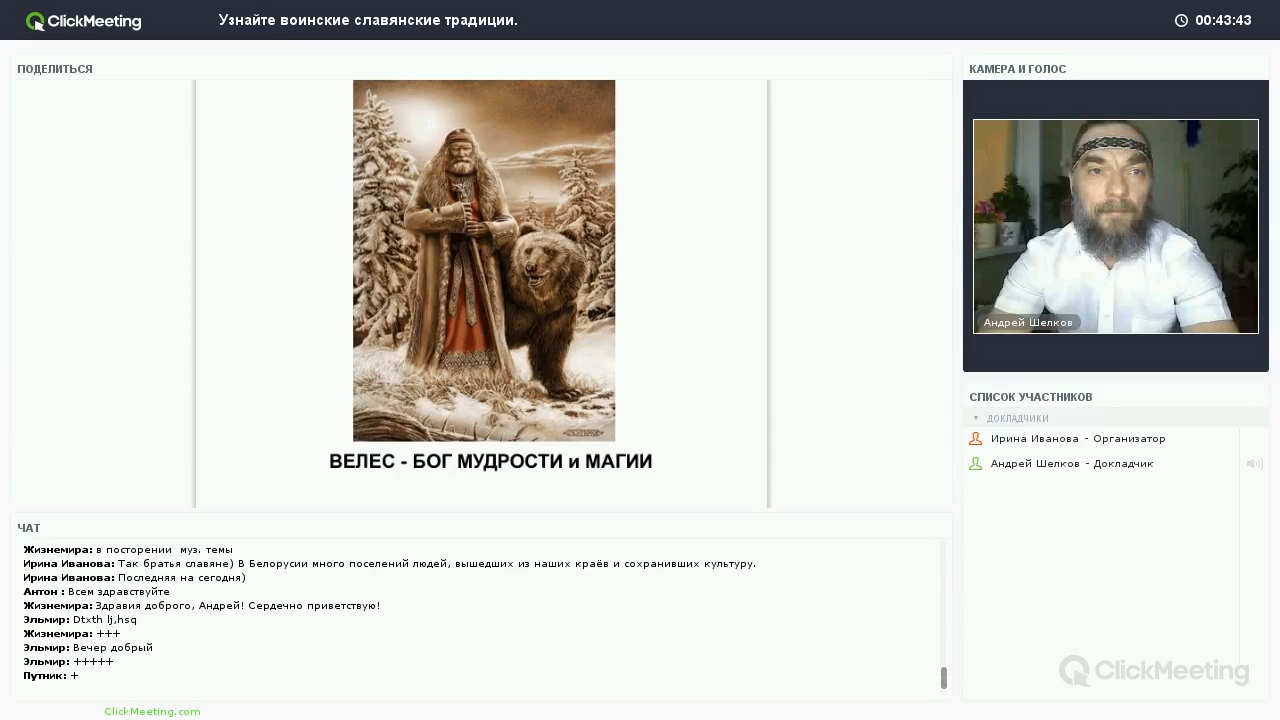 ClickMeeting
Узнайте воинские славянские традиции.
00:43:43
ПОДЕЛИТЬСЯ
ВЕЛЕС - БОГ МУДРОСТИ и МАГИИ
КАМЕРА И ГОЛОС
Андрей Шелков
СПИСОК УЧАСТНИКОВ
ДОКЛАДЧИКИ
Ирина Иванова - Организатор
Андрей Шелков - Докладчик
ЧАТ
Жизнемира: в посторении муз. темы
Ирина Иванова: Так братья славяне) В Белорусии много поселений людей, вышедших из наших краёв и сохранивших культуру.
Ирина Иванова: Последняя на сегодня)
Антон : Всем здравствуйте
Жизнемира: Здравия доброго, Андрей! Сердечно приветствую!
Эльмир: Dtxth lj,hsq
Жизнемира: +++
Эльмир: Вечер добрый
Эльмир: +++++
Путник: +
ClickMeeting
ClickMeeting.com